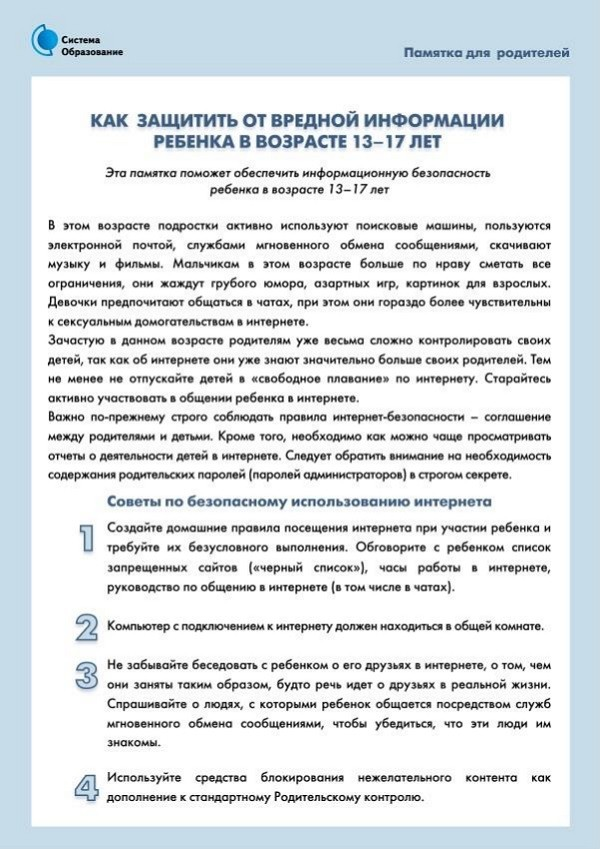 Система
Образование
Памятка для родителей
КАК ЗАЩИТИТЬ ОТ ВРЕДНОЙ ИНФОРМАЦИИ
РЕБЕНКА В ВОЗРАСТЕ 13–17 ЛЕТ
Эта памятка поможет обеспечить информационную безопасность
ребенка в возрасте 13–17 лет
В этом возрасте подростки активно используют поисковые машины, пользуются
электронной почтой, службами мгновенного обмена сообщениями, скачивают
музыку и фильмы. Мальчикам в этом возрасте больше по нраву сметать все
ограничения, они жаждут грубого юмора, азартных игр, картинок для взрослых.
Девочки предпочитают общаться в чатах, при этом они гораздо более чувствительны
к сексуальным домогательствам в интернете.
Зачастую в данном возрасте родителям уже весьма сложно контролировать своих
детей, так как об интернете они уже знают значительно больше своих родителей. Тем
не менее не отпускайте детей в «свободное плавание» по интернету. Старайтесь
активно участвовать в общении ребенка в интернете.
Важно по-прежнему строго соблюдать правила интернет-безопасности – соглашение
между родителями и детьми. Кроме того, необходимо как можно чаще просматривать
отчеты о деятельности детей в интернете. Следует обратить внимание на необходимость
содержания родительских паролей (паролей администраторов) в строгом секрете.
Советы по безопасному использованию интернета
1 Создайте домашние правила посещения интернета при участии ребенка и
требуйте их безусловного выполнения. Обговорите с ребенком список
запрещенных сайтов («черный список»), часы работы в интернете,
руководство по общению в интернете (в том числе в чатах).
2 Компьютер с подключением к интернету должен находиться в общей комнате.
3 Не забывайте беседовать с ребенком о его друзьях в интернете, о том, чем
они заняты таким образом, будто речь идет о друзьях в реальной жизни.
Спрашивайте о людях, с которыми ребенок общается посредством служб
мгновенного обмена сообщениями, чтобы убедиться, что эти люди им
знакомы.
4 Используйте средства блокирования нежелательного контента как
дополнение к стандартному Родительскому контролю.